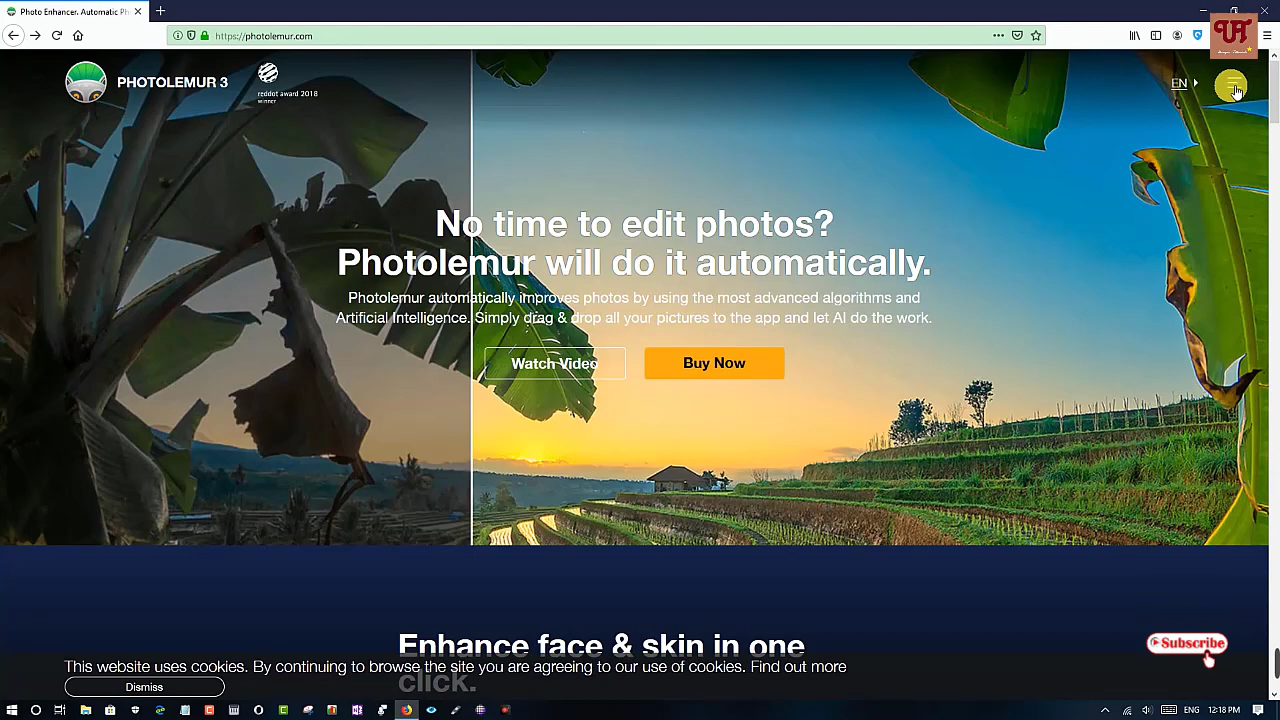 Photo Enhancer. Automatic Ph
https://photolemur.com
UT
PHOTOLEMUR 3
reddot award 2018
winner
EN
No time to edit photos?
Photolemur will do it automatically.
Photolemur automatically improves photos by using the most advanced algorithms and
Artificial Intelligence. Simply drag & drop all your pictures to the app and let AI do the work.
Watch Video
Buy Now
Enhance face & skin in one
click.
Subscribe
This website uses cookies. By continuing to browse the site you are agreeing to our use of cookies. Find out more
Dismiss
ENG
12:18 PM